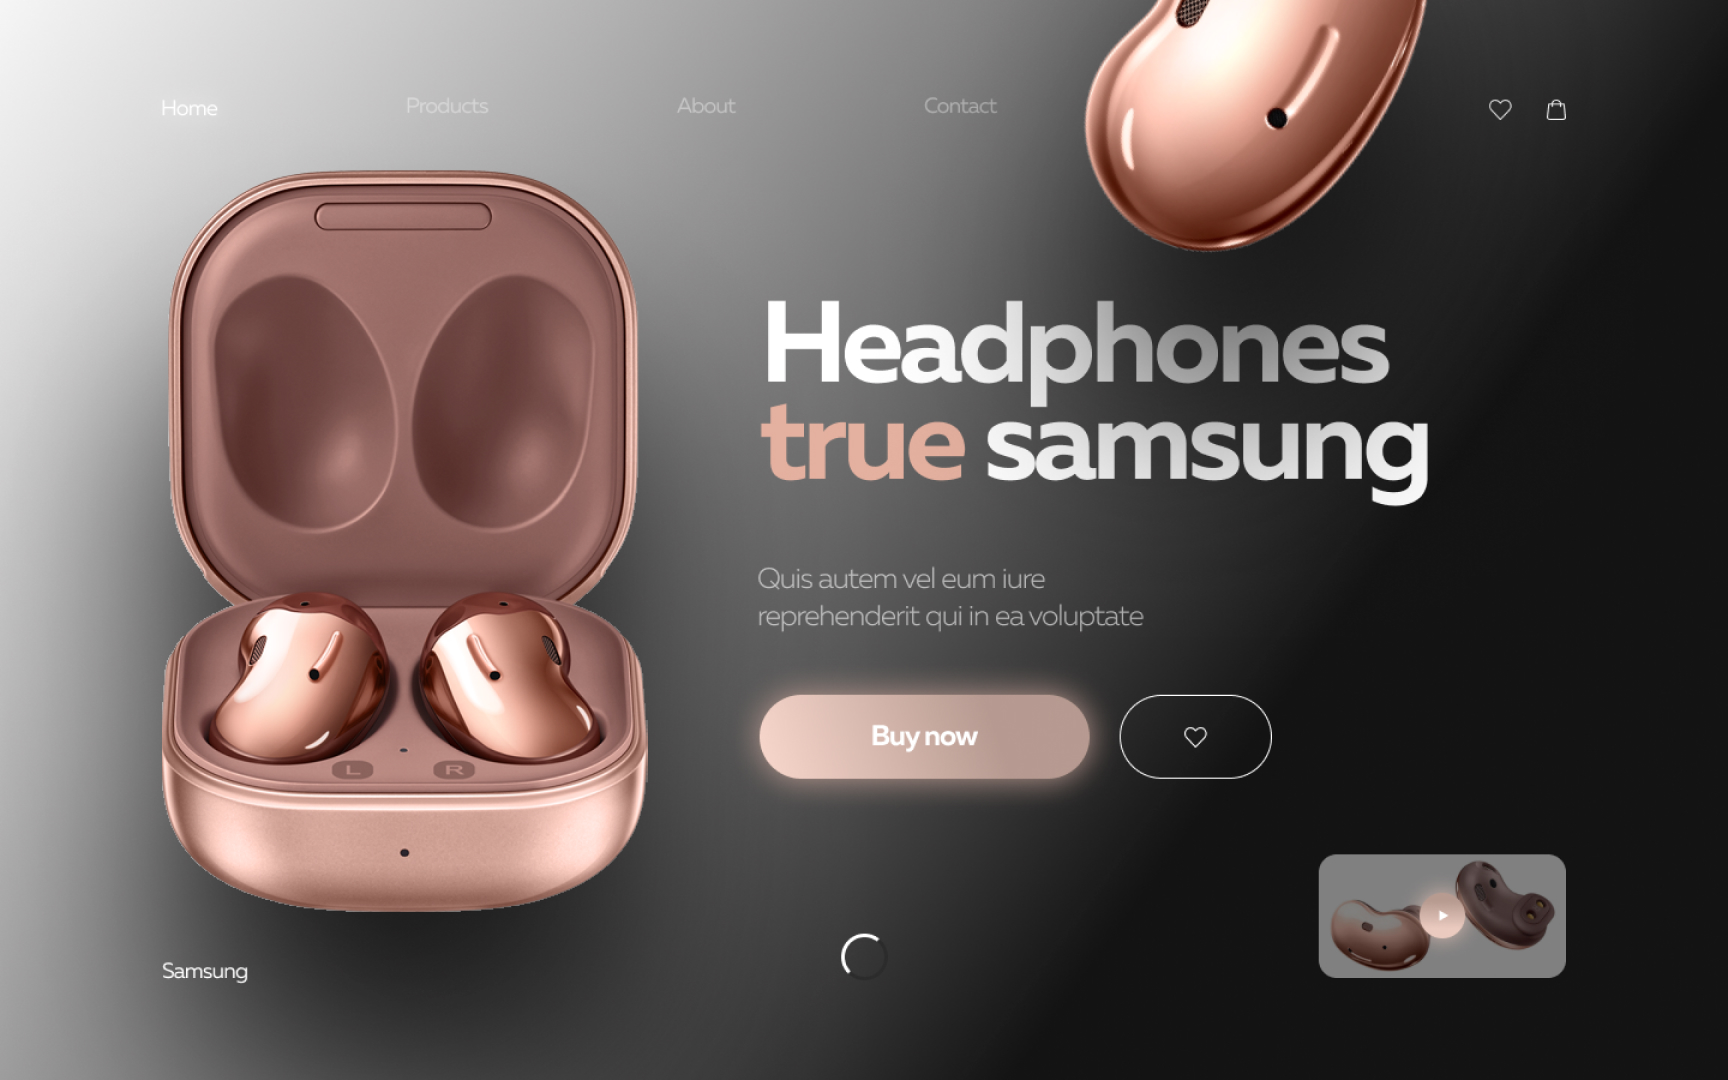 Home
Products
About
Contact
Headphones
true samsung
Quis autem vel eum iure
reprehenderit qui in ea voluptate
Buy now
L
R
Samsung